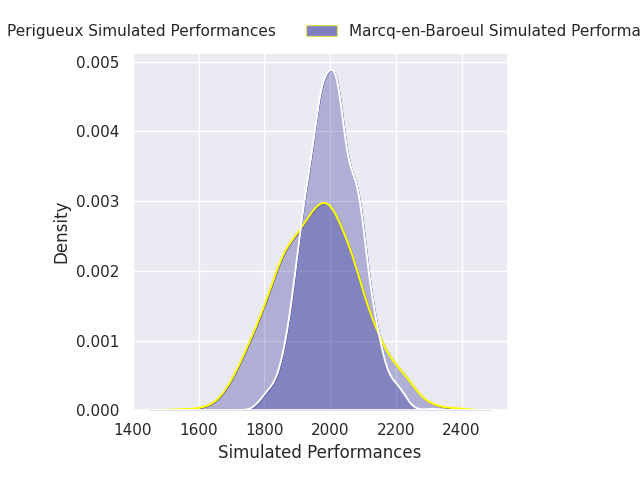 Perigueux Simulated Performances
Marcq-en-Baroeul Simulated Performa
0.005
0.004
0.003
0.002
0.001
0.000
Density
1400 1600 1800 2000 2200 2400
Simulated Performances